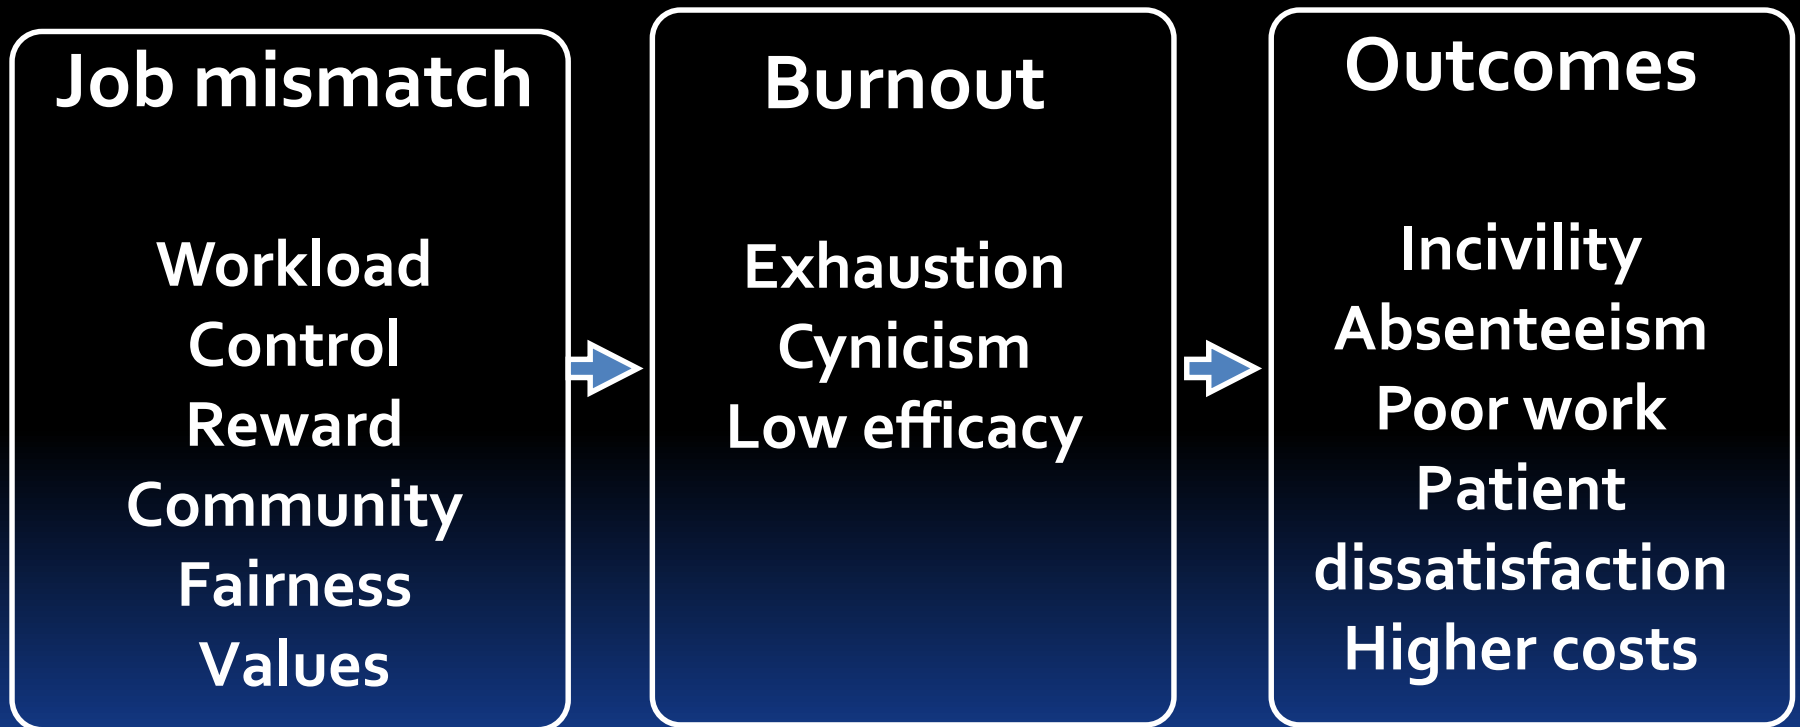 Job mismatch
Workload
Control
Reward
Community
Fairness
Values
Burnout
Exhaustion
Cynicism
Low efficacy
Outcomes
Incivility
Absenteeism
Poor work
Patient
dissatisfaction
Higher costs